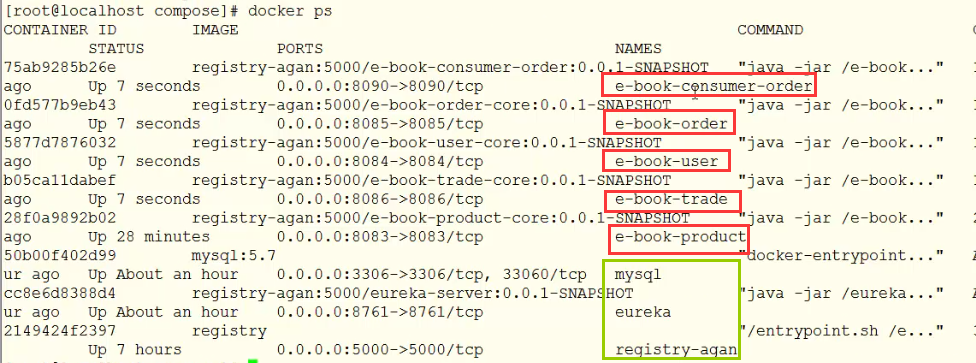 [root@localhost compose]# docker ps
CONTAINER ID IMAGE COMMAND
STATUS PORTS NAMES
75ab9285b26e registry-agan:5000/e-book-consumer-order:0.0.1-SNAPSHOT "java -jar /e-book..."
ago Up 7 seconds 0.0.0.0:8090->8090/tcp e-book-consumer-order
0fd577b9eb43 registry-agan:5000/e-book-order-core:0.0.1-SNAPSHOT "java -jar /e-book..." 1
ago Up 7 seconds 0.0.0.0:8085->8085/tcp e-book-order
5877d7876032 registry-agan:5000/e-book-user-core:0.0.1-SNAPSHOT "java -jar /e-book..." 1
ago Up 7 seconds 0.0.0.0:8084->8084/tcp e-book-user
b05ca11dabef registry-agan:5000/e-book-trade-core:0.0.1-SNAPSHOT "java -jar /e-book..." 1
ago Up 7 seconds 0.0.0.0:8086->8086/tcp e-book-trade
28f0a9892b02 registry-agan:5000/e-book-product-core:0.0.1-SNAPSHOT "java -jar /e-book..." 2
ago Up 28 minutes 0.0.0.0:8083->8083/tcp e-book-product
50b00f402d99 mysql:5.7 "docker-entrypoint..."
ur ago Up About an hour 0.0.0.0:3306->3306/tcp, 33060/tcp mysql
cc8e6d8388d4 registry-agan:5000/eureka-server:0.0.1-SNAPSHOT "java -jar /eureka..."
ur ago Up About an hour 0.0.0.0:8761->8761/tcp eureka
2149424f2397 registry "/entrypoint.sh /e..."
Up 7 hours 0.0.0.0:5000->5000/tcp registry-agan